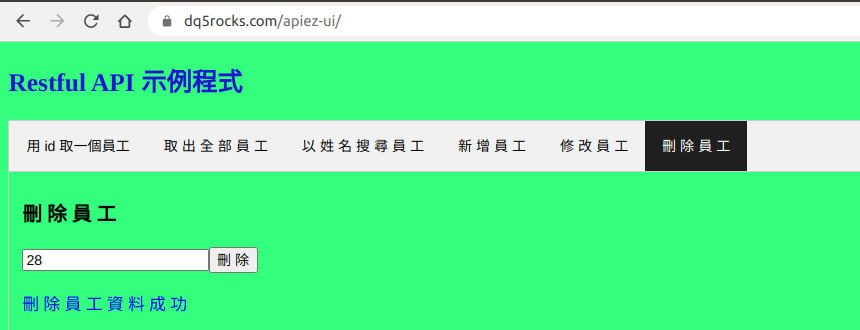 dq5rocks.com/apiez-ui/
Restful API 示例程式
用 id 取一個員工 取出全部員工 以姓名搜尋員工 新增員工 修改員工 刪除員工
刪除員工
28 刪除
刪除員工資料成功